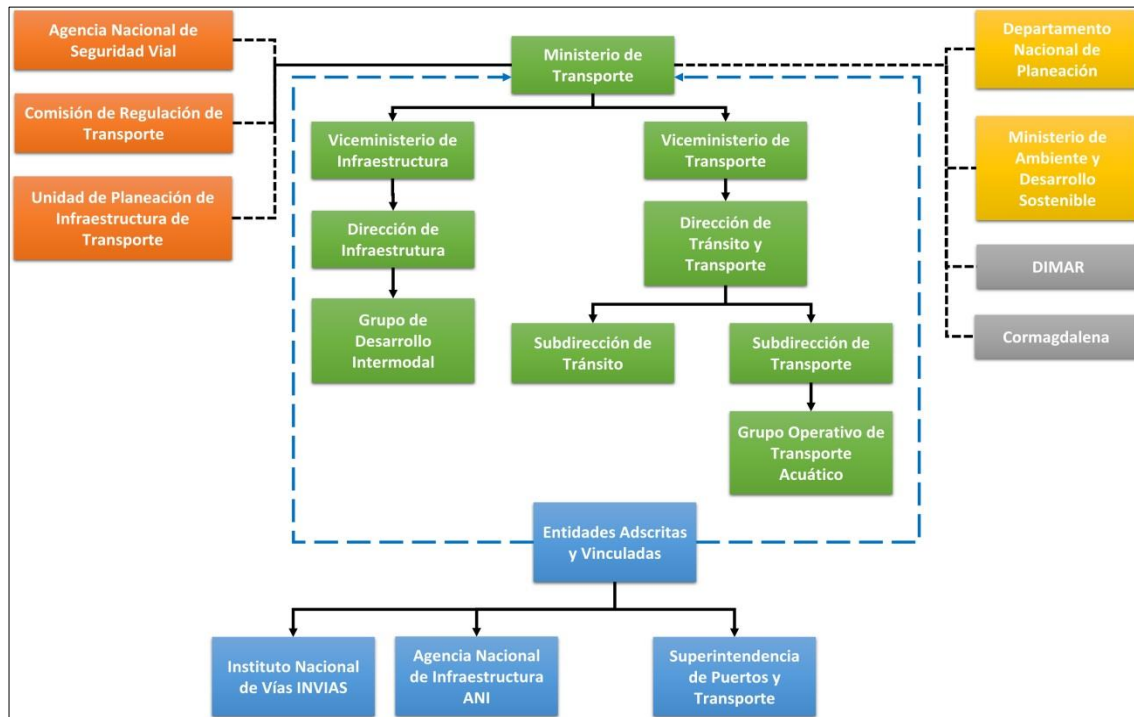 Agencia Nacional de
Seguridad Vial
Comisión de Regulación de
Transporte
Unidad de Planeación de
Infraestructura de
Transporte
Ministerio de
Transporte
Viceministerio de
Infraestructura
Dirección de
Infraestrutura
Grupo de
Desarrollo
Intermodal
Viceministerio de
Transporte
Dirección de
Tránsito y
Transporte
Subdirección de
Tránsito
Subdirección de
Transporte
Grupo Operativo de
Transporte
Acuático
Departamento
Nacional de
Planeación
Ministerio de
Ambiente y
Desarrollo
Sostenible
DIMAR
Cormagdalena
Entidades Adscritas
y Vinculadas
Instituto Nacional
de Vías INVIAS
Agencia Nacional
de Infraestructura
ANI
Superintendencia
de Puertos y
Transporte